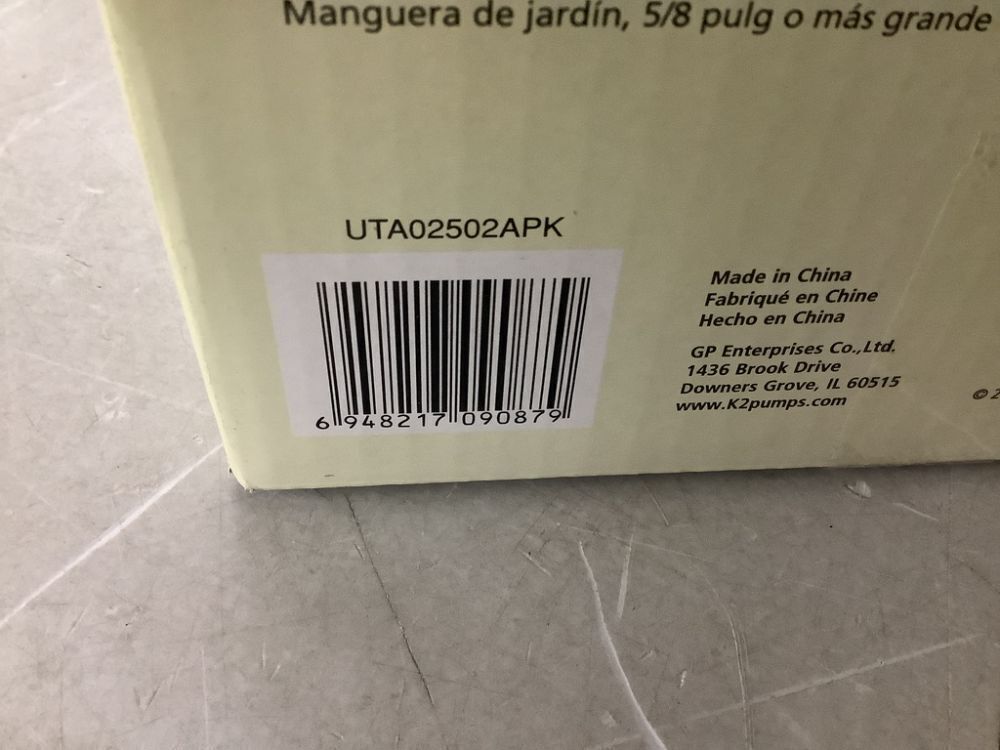 Manguera de jardín, 5/8 pulg o más grande
UTA02502APK
6 948217 090879
Made in China
Fabriqué en Chine
Hecho en China
GP Enterprises Co.,Ltd.
1436 Brook Drive
Downers Grove, IL 60515
www.K2pumps.com
© 2